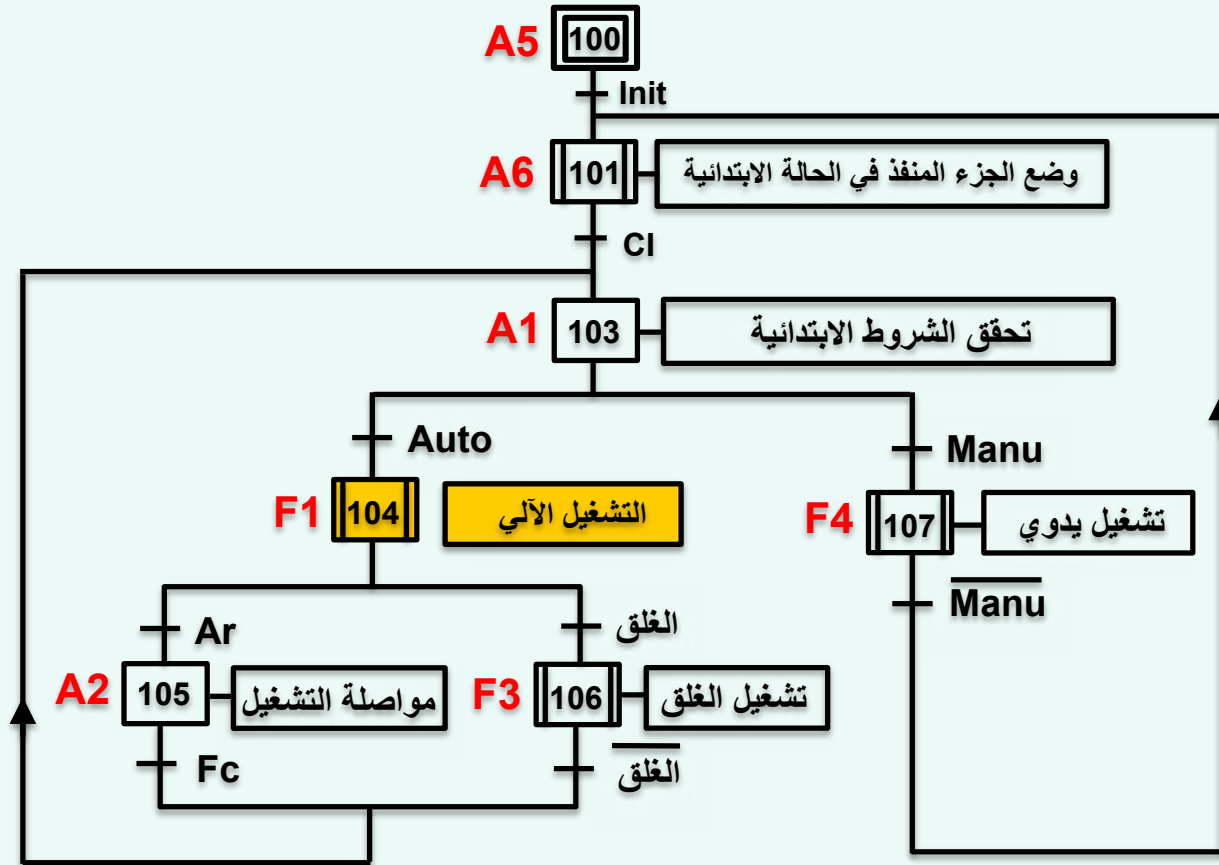 A5 100
Init
A6 101 وضع الجزء المنفذ في الحالة الابتدائية
CI
A1 103 تحقق الشروط الابتدائية
Auto Manu
F1 104 التشغيل الآلي
F4 107 تشغيل يدوي
Manu
Ar الغلق
A2 105 مواصلة التشغيل
F3 106 تشغيل الغلق
Fc الغلق